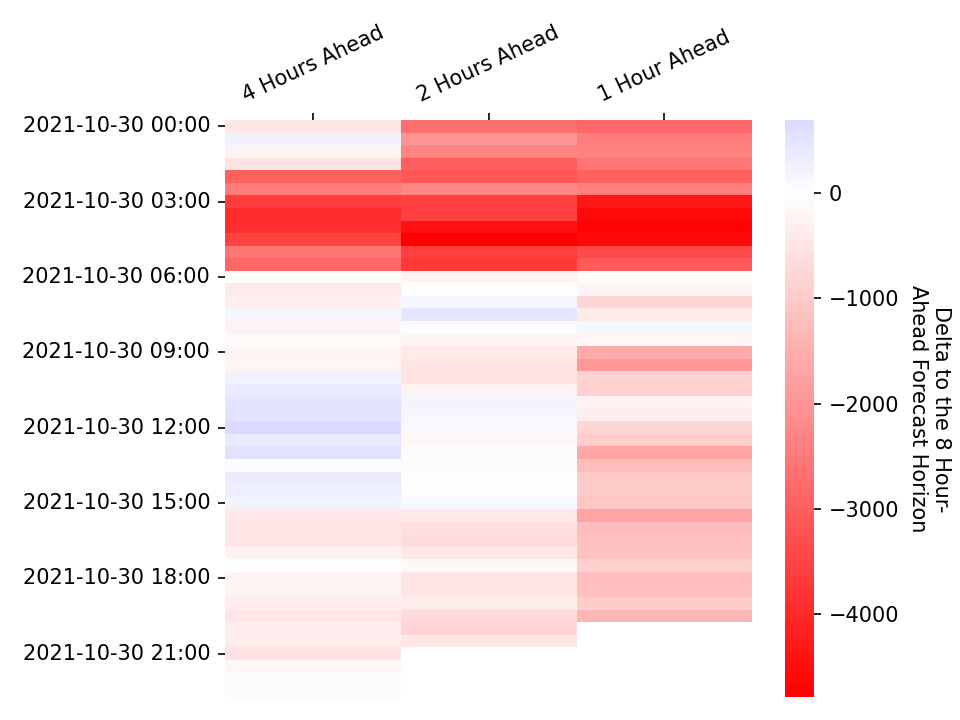 4 Hours Ahead
2 Hours Ahead
1 Hour Ahead
2021-10-30 00:00
2021-10-30 03:00
2021-10-30 06:00
2021-10-30 09:00
2021-10-30 12:00
2021-10-30 15:00
2021-10-30 18:00
2021-10-30 21:00
0
−1000
−2000
−3000
−4000
Delta to the 8 Hour-
Ahead Forecast Horizon